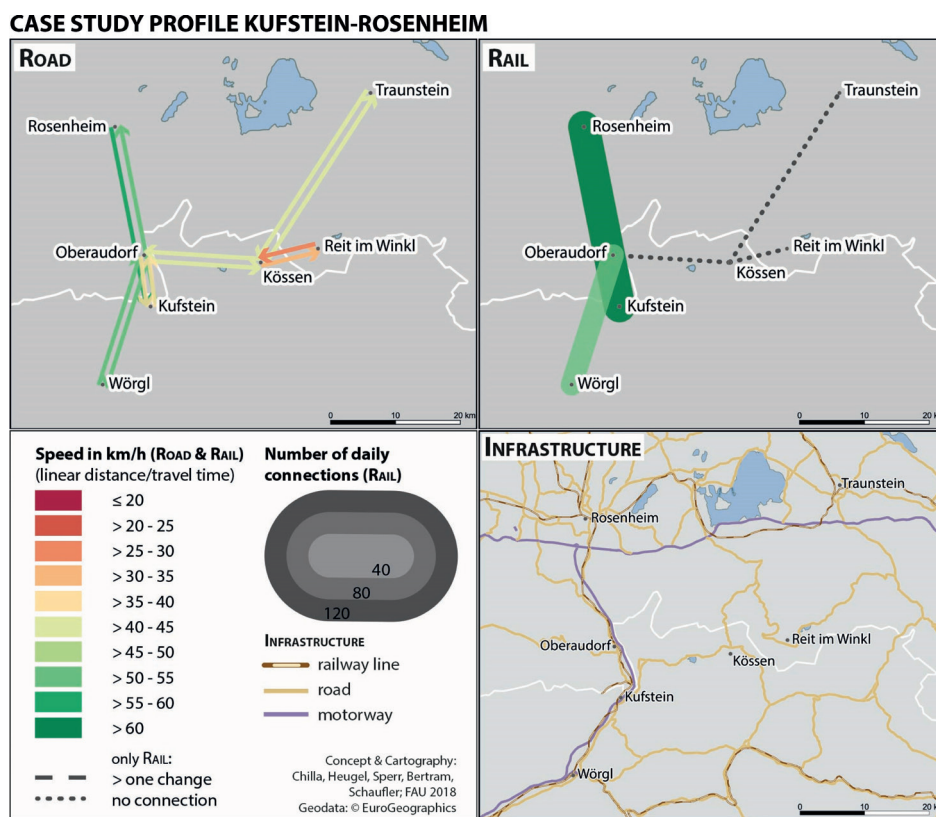 CASE STUDY PROFILE KUFSTEIN-ROSENHEIM
ROAD
Traunstein
Rosenheim
Oberaudorf
Reit im Winkl
Kössen
Kufstein
Wörgl
0 10 20 km
RAIL
Traunstein
Rosenheim
Oberaudorf
Reit im Winkl
Kössen
Kufstein
Wörgl
0 10 20 km
Speed in km/h (ROAD & RAIL)
(linear distance/travel time)
≤ 20
> 20 - 25
> 25 - 30
> 30 - 35
> 35 - 40
> 40 - 45
> 45 - 50
> 50 - 55
> 55 - 60
> 60
only RAIL:
> one change
no connection
Number of daily
connections (RAIL)
40
80
120
INFRASTRUCTURE
railway line
road
motorway
Concept & Cartography:
Chilla, Heugel, Sperr, Bertram,
Schaufler; FAU 2018
Geodata: © EuroGeographics
INFRASTRUCTURE
Traunstein
Rosenheim
Oberaudorf
Reit im Winkl
Kössen
Kufstein
Wörgl
0 10 20 km